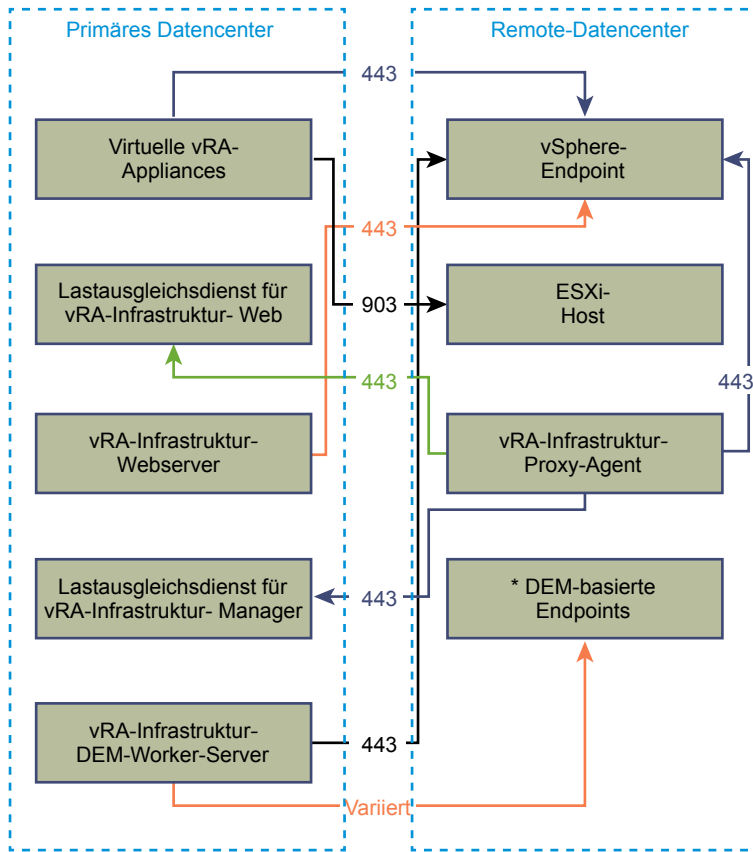 Primäres Datencenter
Remote-Datencenter
443
Virtuelle vRA-
Appliances
vSphere-
Endpoint
443
Lastausgleichsdienst für
vRA-Infrastruktur- Web
903
ESXi-
Host
443
443
vRA-Infrastruktur-
Webserver
vRA-Infrastruktur-
Proxy-Agent
Lastausgleichsdienst für
vRA-Infrastruktur- Manager
443
* DEM-basierte
Endpoints
vRA-Infrastruktur-
DEM-Worker-Server
443
Variiert